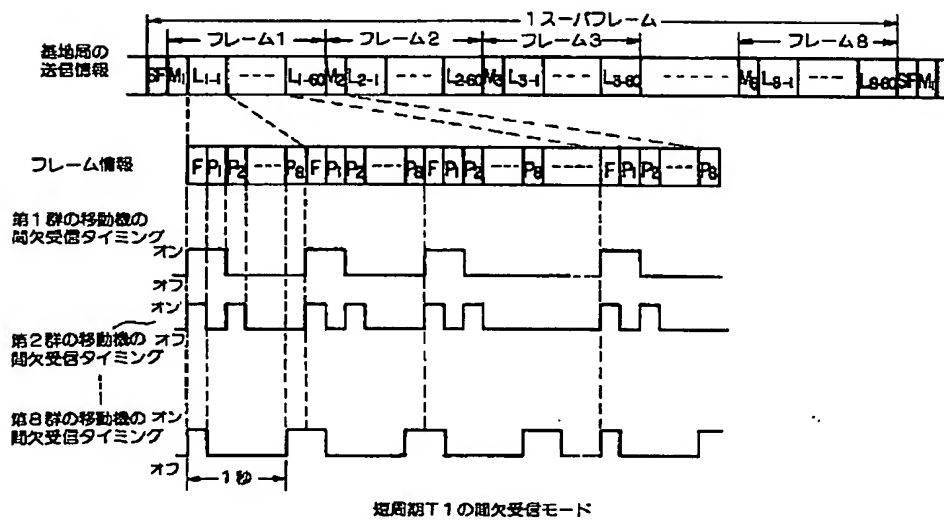 1スーパフレーム
フレーム1 フレーム2 フレーム3 フレーム8
基地局の
送信情報
SF M1 L1-1 L1-60 M2 L2-1 L2-60 M3 L3-1 L3-60 M8 L8-1 L8-60 SF M1
フレーム情報
F P1 P2 P8 F P1 P2 P8 F P1 P2 P8 F P1 P2 P8
第1群の移動機の
間欠受信タイミング
オン
オフ
オン
第2群の移動機の オフ
間欠受信タイミング
第8群の移動機の オン
間欠受信タイミング
オフ
1秒
短周期T1の間欠受信モード